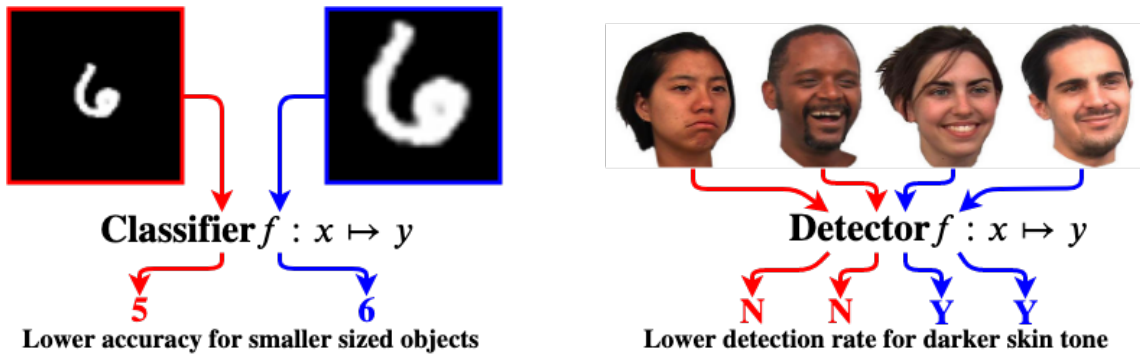 Classifier f : x ↦ y
5 6
Lower accuracy for smaller sized objects
Detector f : x ↦ y
N N Y Y
Lower detection rate for darker skin tone